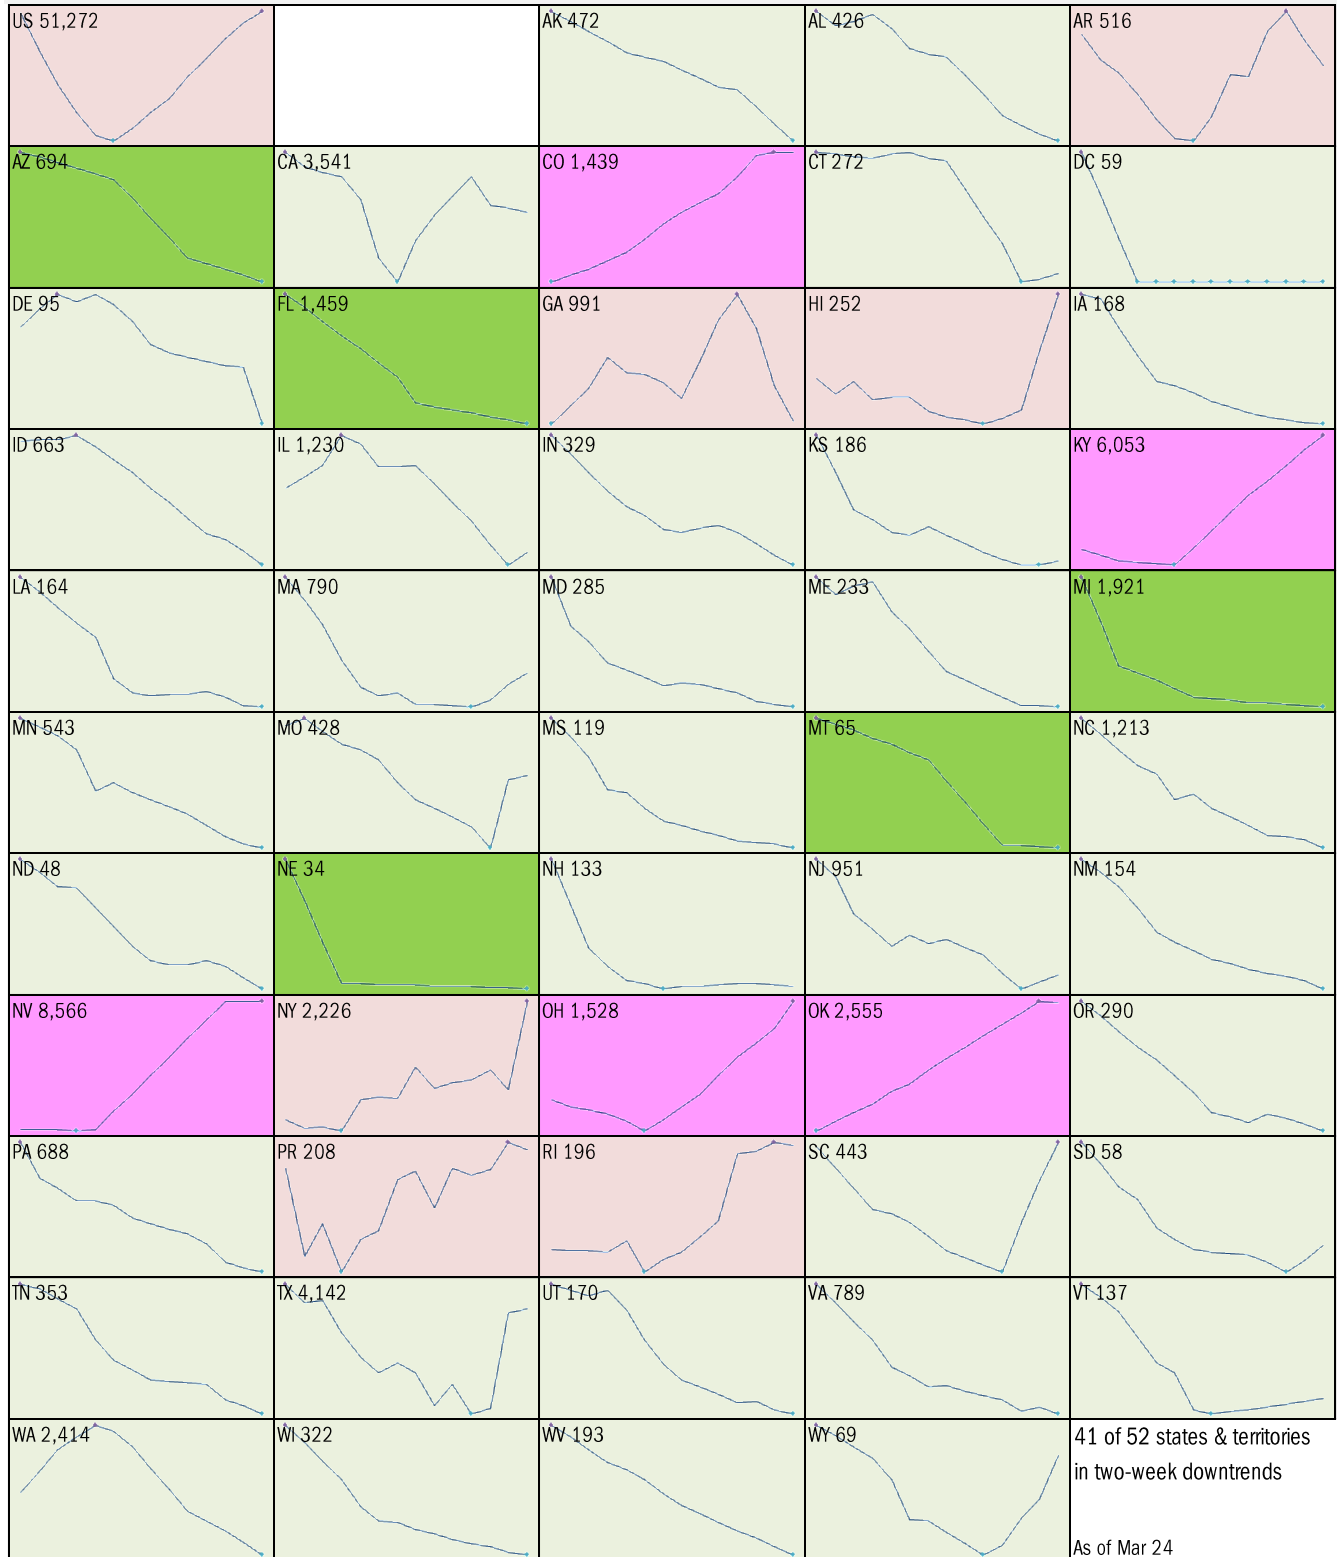 US 51,272
AK 472
AL 426
AR 516
AZ 694
CA 3,541
CO 1,439
CT 272
DC 59
DE 95
FL 1,459
GA 991
HI 252
IA 168
ID 663
IL 1,230
IN 329
KS 186
KY 6,053
LA 164
MA 790
MD 285
ME 233
MI 1,921
MN 543
MO 428
MS 119
MT 65
NC 1,213
ND 48
NE 34
NH 133
NJ 951
NM 154
NV 8,566
NY 2,226
OH 1,528
OK 2,555
OR 290
PA 688
PR 208
RI 196
SC 443
SD 58
TN 353
TX 4,142
UT 170
VA 789
VT 137
WA 2,414
WI 322
WV 193
WY 69
41 of 52 states & territories
in two-week downtrends
As of Mar 24